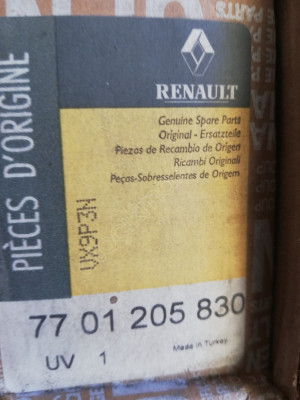 PIÈCES D'ORIGINE
RENAULT
Genuine Spare Parts
Original - Ersatzteile
Piezas de Recambio de Origen
Ricambi Originali
Peças-Sobresselentes de Origem
UX9P3N
77 01 205 830
UV 1
Made in Turkey